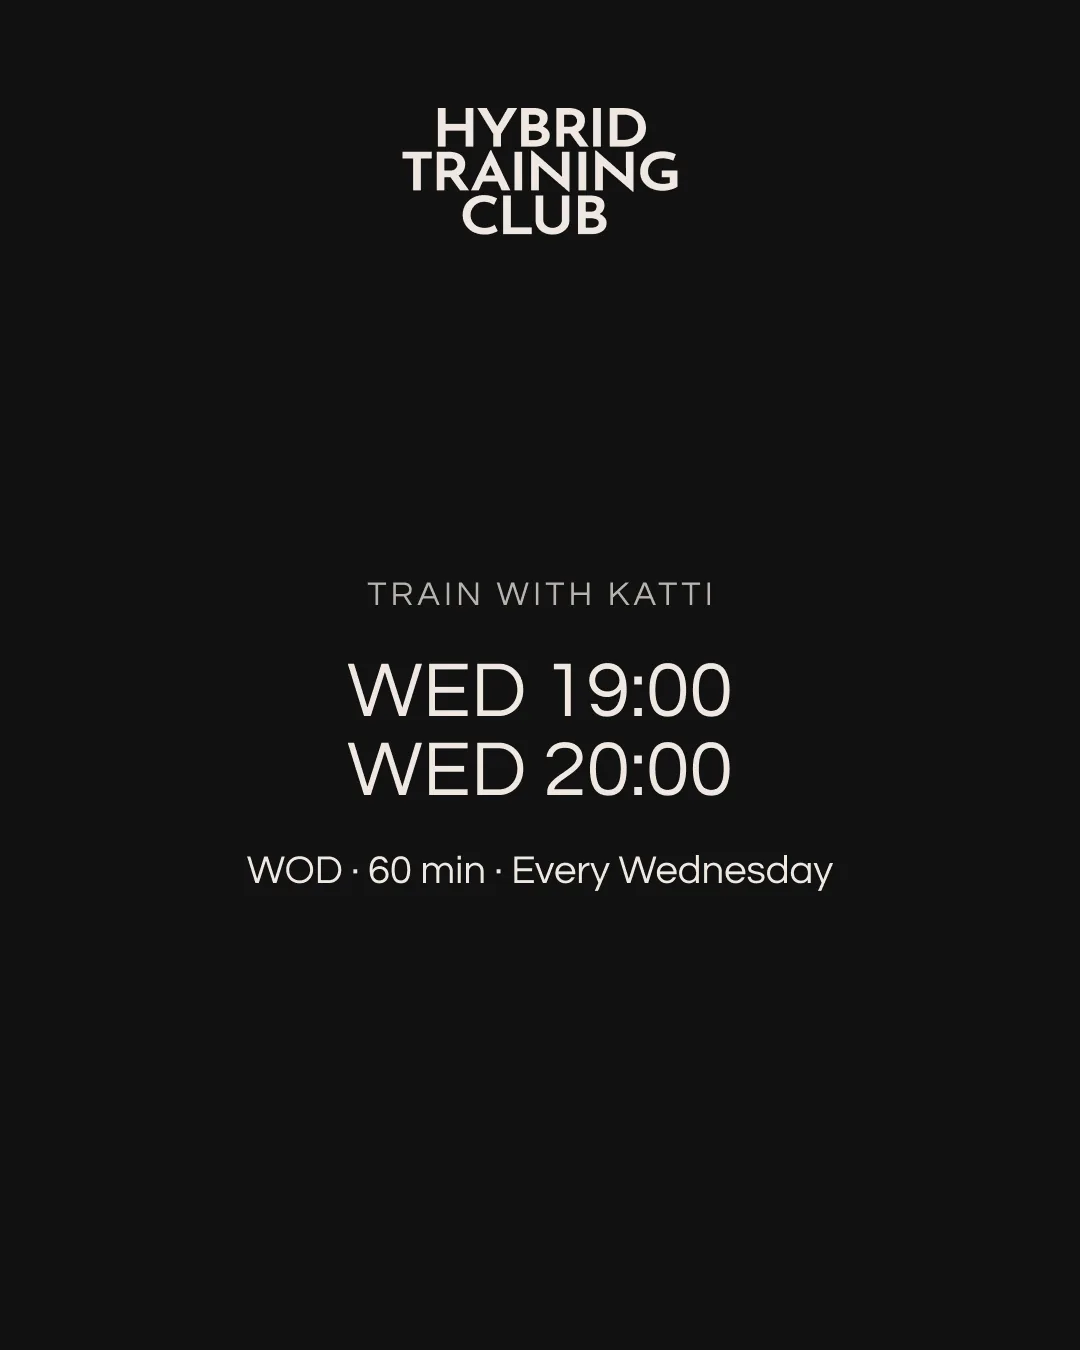 HYBRID
TRAINING
CLUB
TRAIN WITH KATTI
WED 19:00
WED 20:00
WOD · 60 min · Every Wednesday